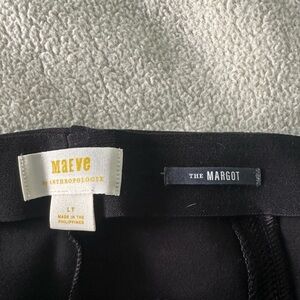 Maeve
BY ANTHROPOLOGIE
LT
MADE IN THE
PHILIPPINES
THE MARGOT